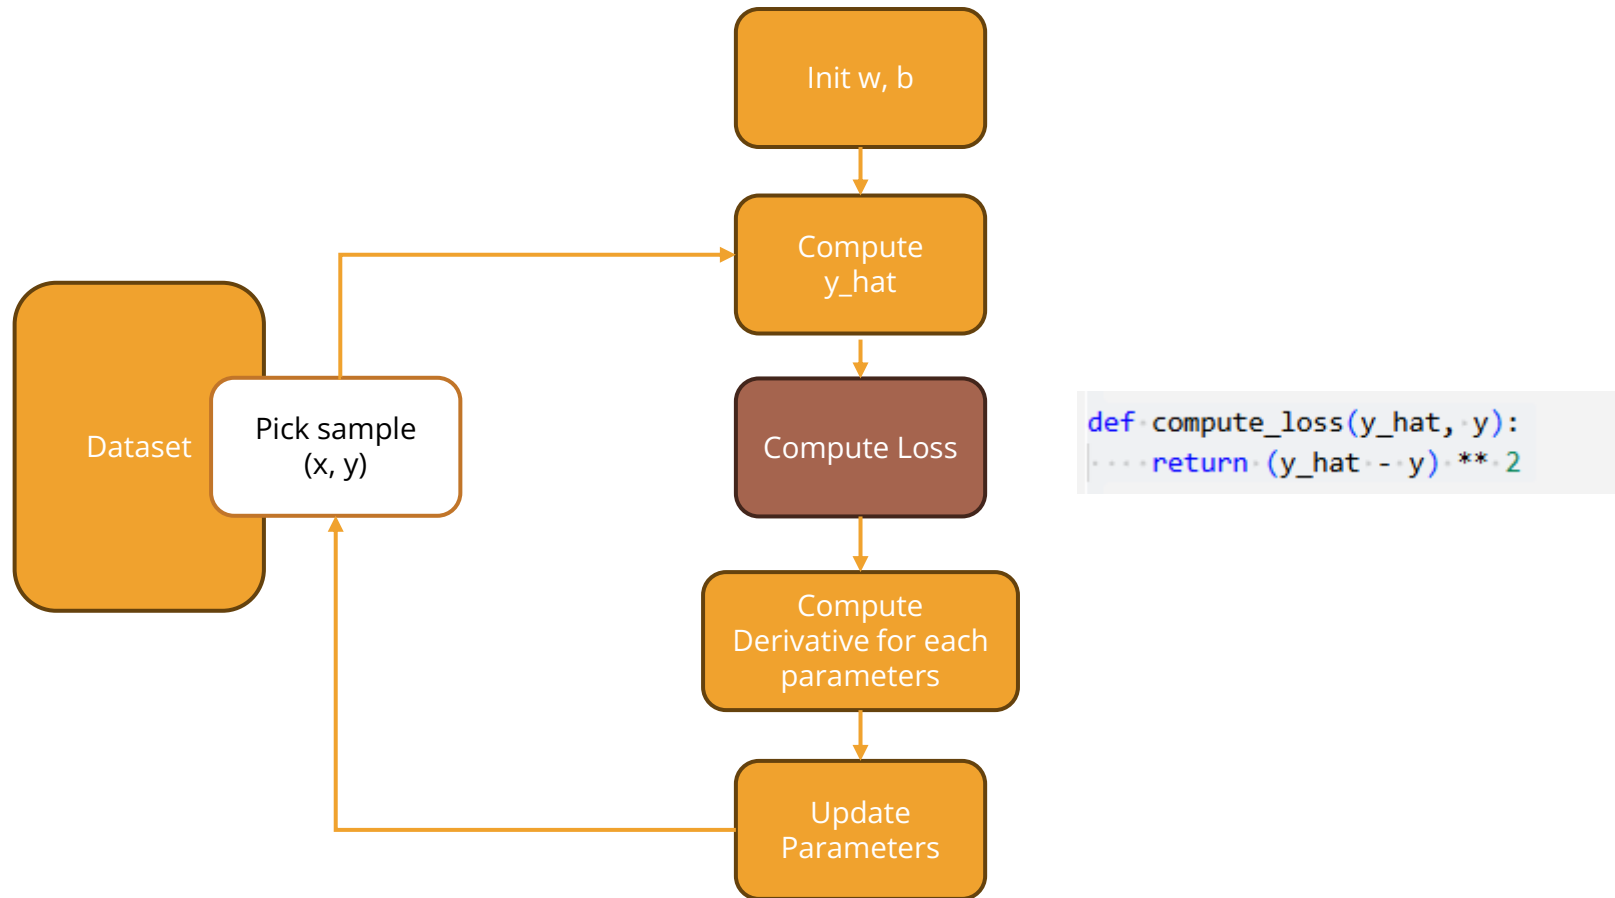 Init w, b
Compute
y_hat
Dataset
Pick sample
(x, y)
Compute Loss
def compute_loss(y_hat, y):
    return (y_hat - y) ** 2
Compute
Derivative for each
parameters
Update
Parameters